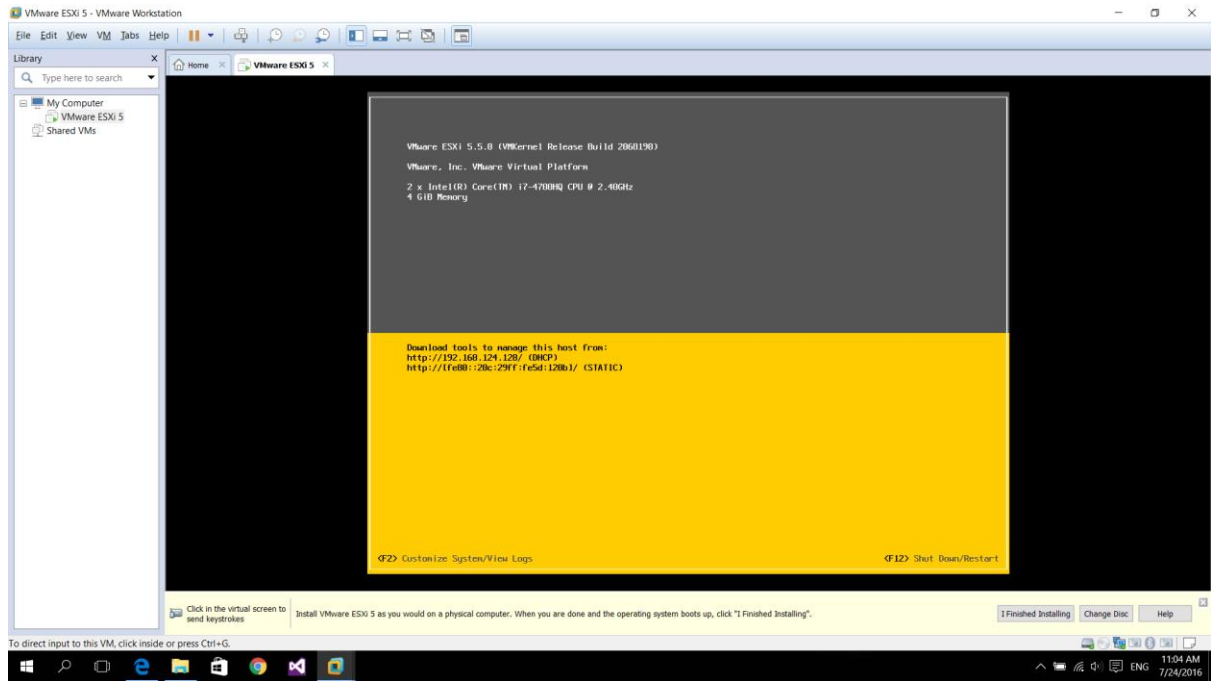 VMware ESXi 5 - VMware Workstation
File Edit View VM Tabs Help
Library
Type here to search
My Computer
VMware ESXi 5
Shared VMs
Home
VMware ESXi 5
VMware ESXi 5.5.0 (VMKernel Release Build 2068190)
VMware, Inc. VMware Virtual Platform
2 x Intel(R) Core(TM) i7-4700HQ CPU @ 2.40GHz
4 GiB Memory
Download tools to manage this host from:
http://192.168.124.128/ (DHCP)
http://[fe80::20c:29ff:fe5d:120b]/ (STATIC)
<F2> Customize System/View Logs
<F12> Shut Down/Restart
Click in the virtual screen to
send keystrokes
Install VMware ESXi 5 as you would on a physical computer. When you are done and the operating system boots up, click "I Finished Installing".
I Finished Installing
Change Disc
Help
To direct input to this VM, click inside or press Ctrl+G.
ENG
11:04 AM
7/24/2016